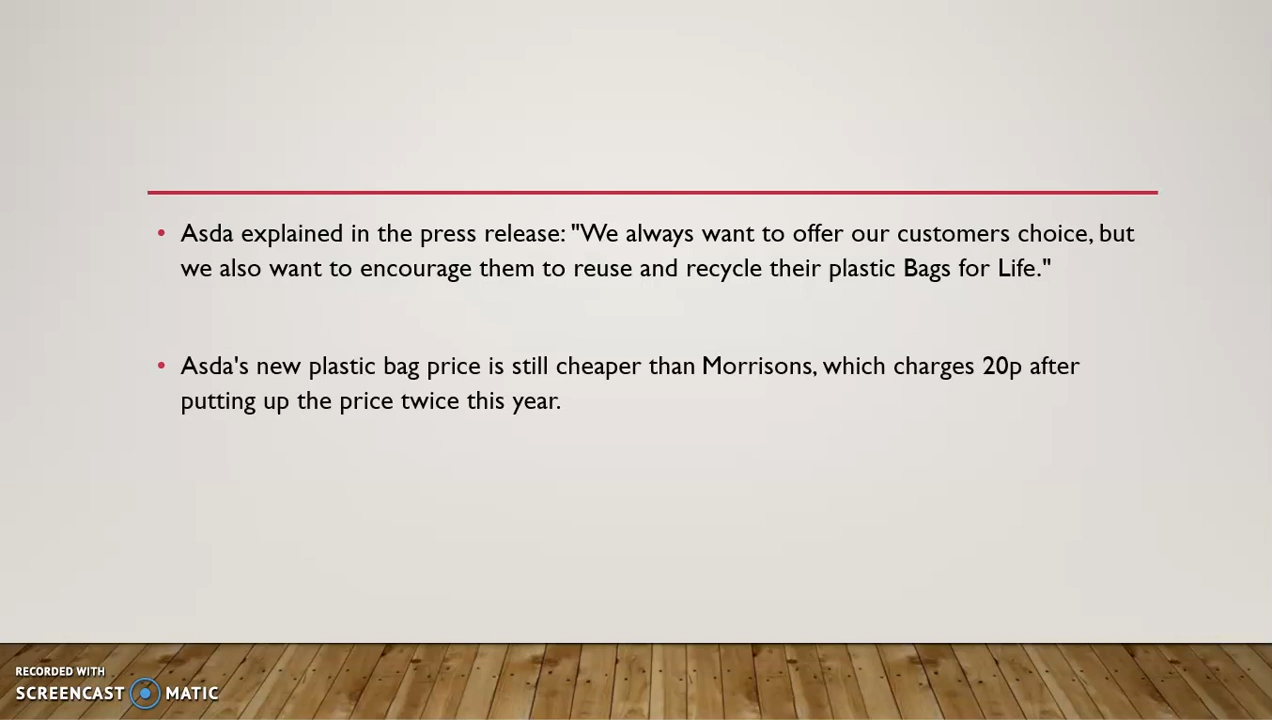 • Asda explained in the press release: "We always want to offer our customers choice, but
we also want to encourage them to reuse and recycle their plastic Bags for Life."
• Asda's new plastic bag price is still cheaper than Morrisons, which charges 20p after
putting up the price twice this year.
RECORDED WITH
SCREENCAST MATIC